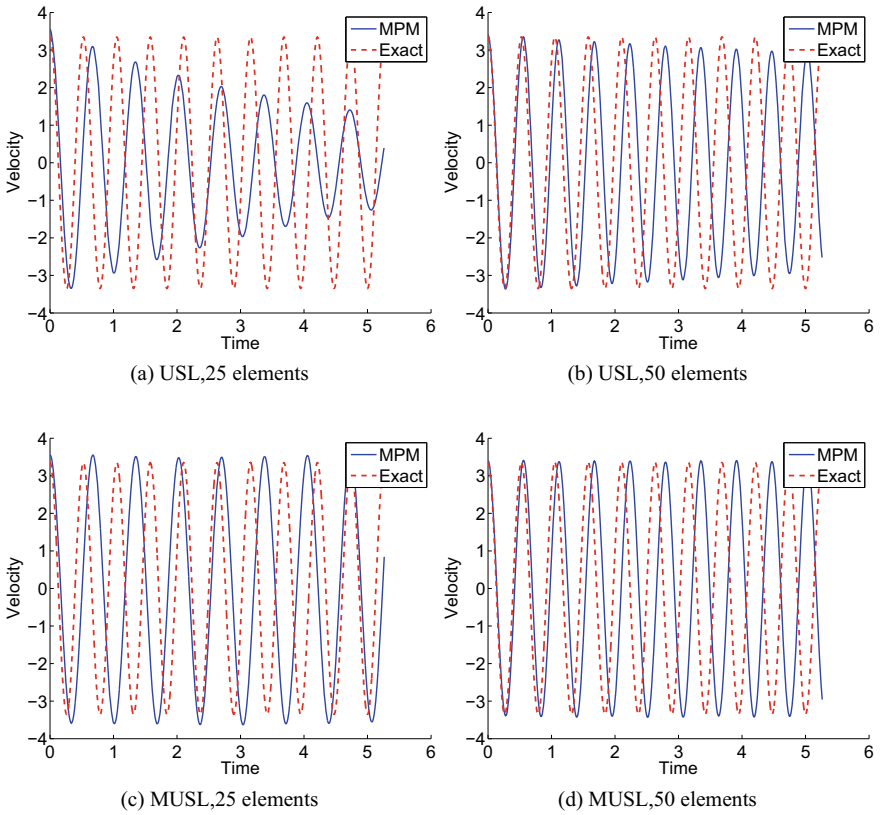 4
3
2
1
0
−1
−2
−3
−4
Velocity
0 1 2 3 4 5 6
Time
MPM
Exact
(a) USL,25 elements
4
3
2
1
0
−1
−2
−3
−4
Velocity
0 1 2 3 4 5 6
Time
MPM
Exact
(b) USL,50 elements
4
3
2
1
0
−1
−2
−3
−4
Velocity
0 1 2 3 4 5 6
Time
MPM
Exact
(c) MUSL,25 elements
4
3
2
1
0
−1
−2
−3
−4
Velocity
0 1 2 3 4 5 6
Time
MPM
Exact
(d) MUSL,50 elements